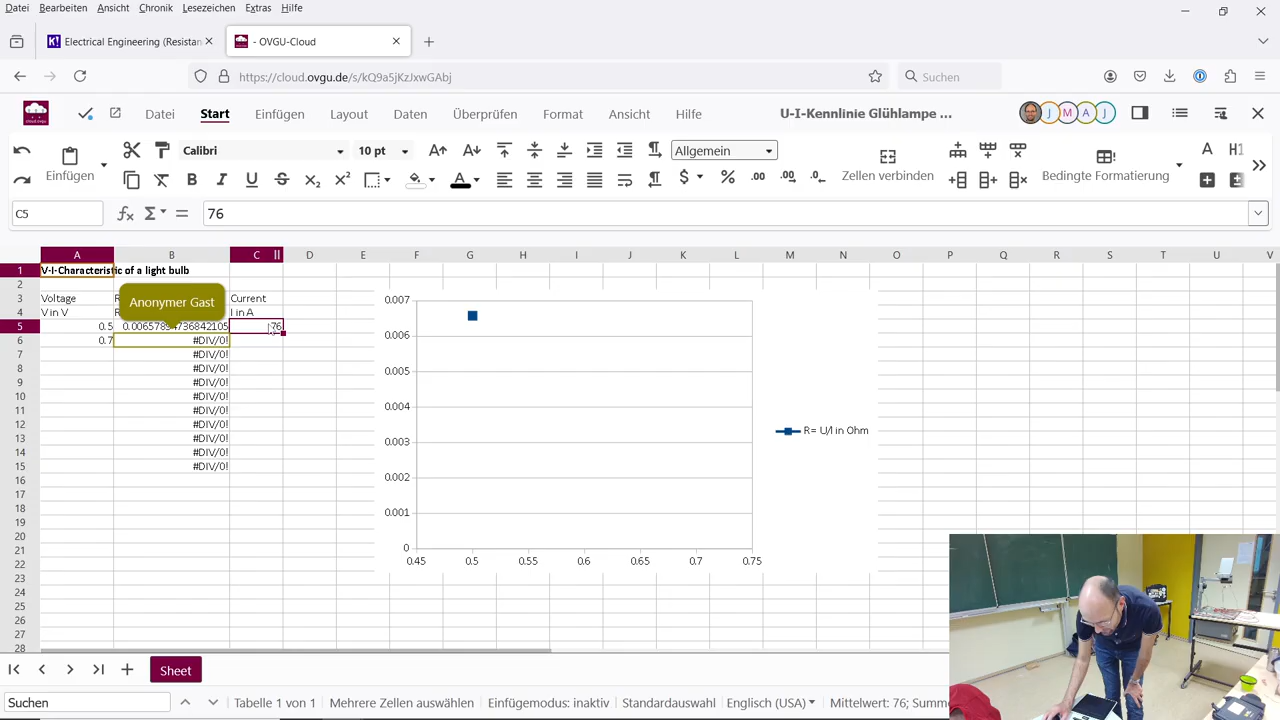 Datei Bearbeiten Ansicht Chronik Lesezeichen Extras Hilfe
Electrical Engineering (Resistan
- OVGU-Cloud
https://cloud.ovgu.de/s/kQ9a5jKzJxwGAbj
Suchen
Datei Start Einfügen Layout Daten Überprüfen Format Ansicht Hilfe
U-I-Kennlinie Glühlampe ...
J M A J
Einfügen
Calibri 10 pt
Allgemein
Zellen verbinden
Bedingte Formatierung
C5
76
A B C D E F G H I J K L M N O P Q R S T U V
1 V-I-Characteristic of a light bulb
2
3 Voltage Current
Anonymer Gast
4 V in V I in A
5 0.5 76
6 0.7 #DIV/0!
7 #DIV/0!
8 #DIV/0!
9 #DIV/0!
10 #DIV/0!
11 #DIV/0!
12 #DIV/0!
13 #DIV/0!
14 #DIV/0!
15 #DIV/0!
16
17
18
19
20
21
22
23
24
25
26
27
28
0.007
0.006
0.005
0.004
0.003
0.002
0.001
0
0.45 0.5 0.55 0.6 0.65 0.7 0.75
R= U/I in Ohm
Sheet
Suchen
Tabelle 1 von 1
Mehrere Zellen auswählen
Einfügemodus: inaktiv
Standardauswahl
Englisch (USA)
Mittelwert: 76; Summe